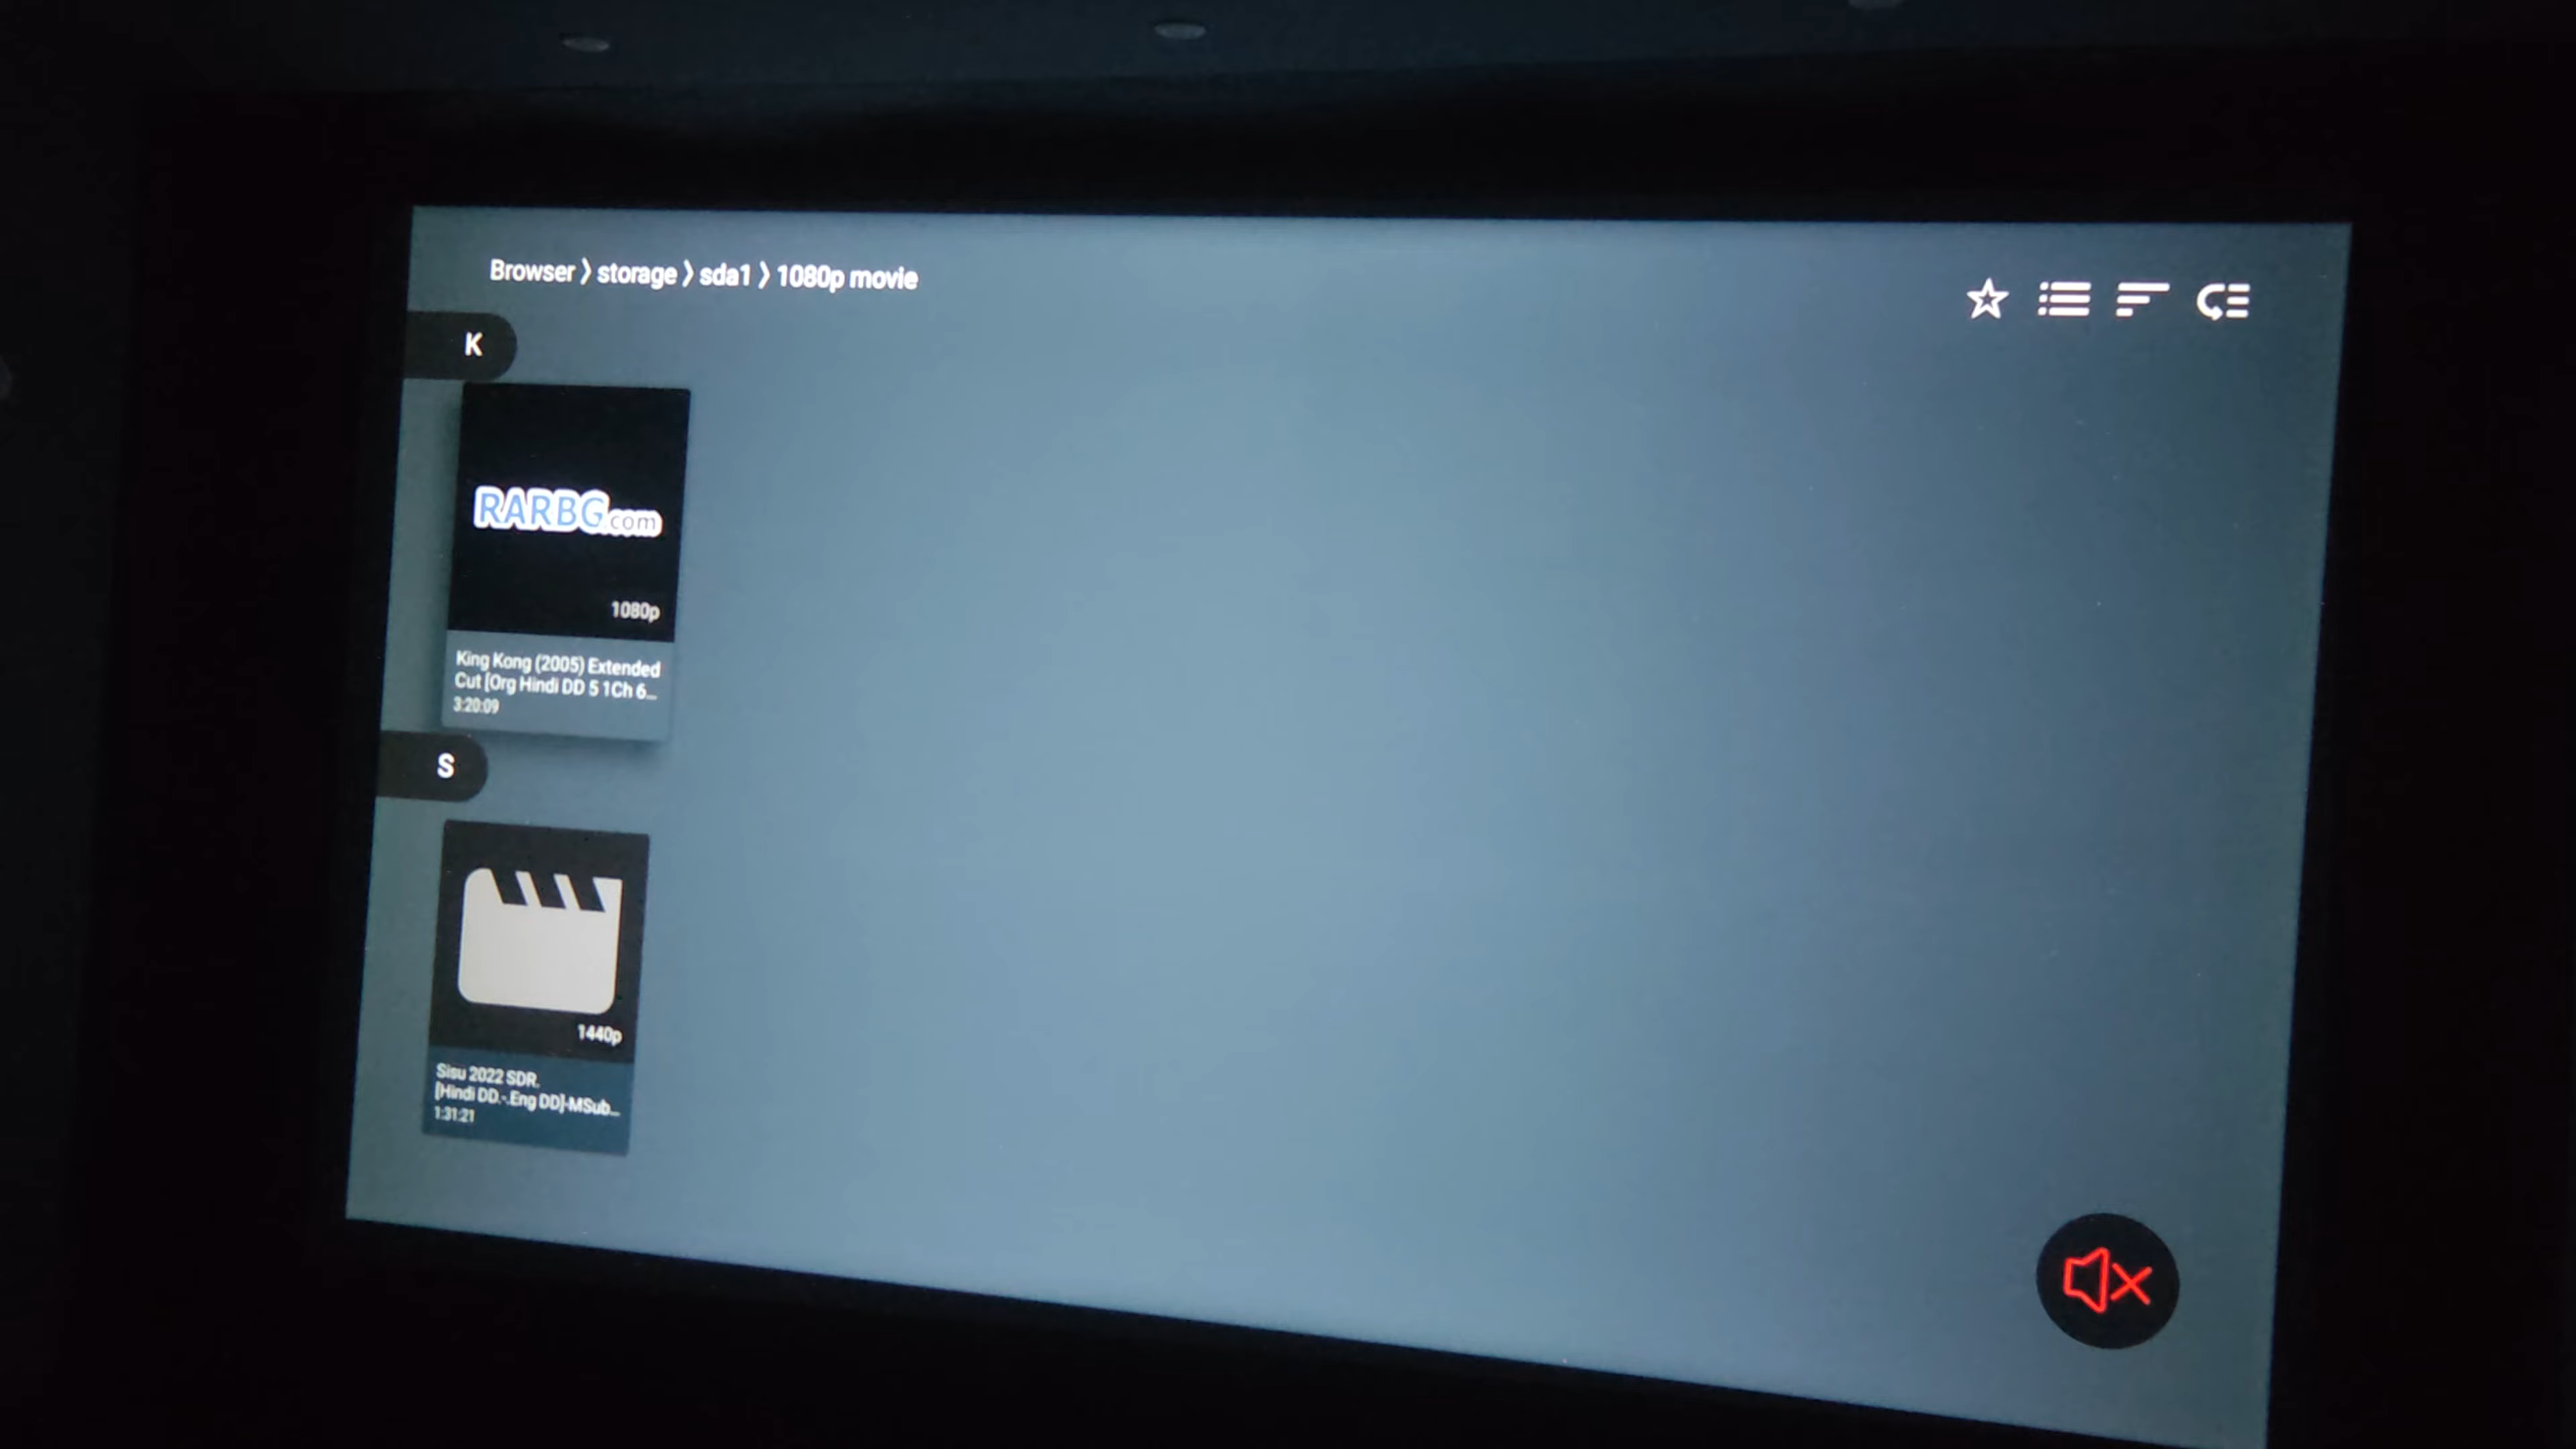 Browser › storage › sda1 › 1080p movie
K
RARBG.com
1080p
King Kong (2005) Extended
Cut [Org Hindi DD 5 1Ch 6...
3:20:09
S
1440p
Sisu 2022 SDR.
[Hindi DD.-.Eng DD]-MSub...
1:31:21